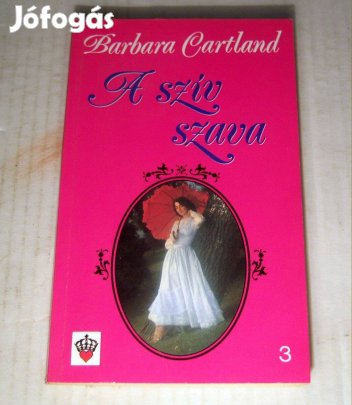 Jófogás
Barbara Cartland
A szív
szava
3